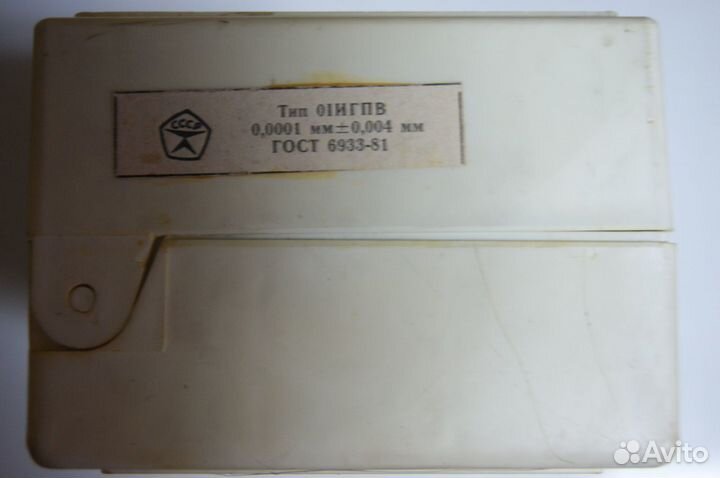 СССР
Тип 01ИГПВ
0,0001 мм±0,004 мм
ГОСТ 6933-81
Avito